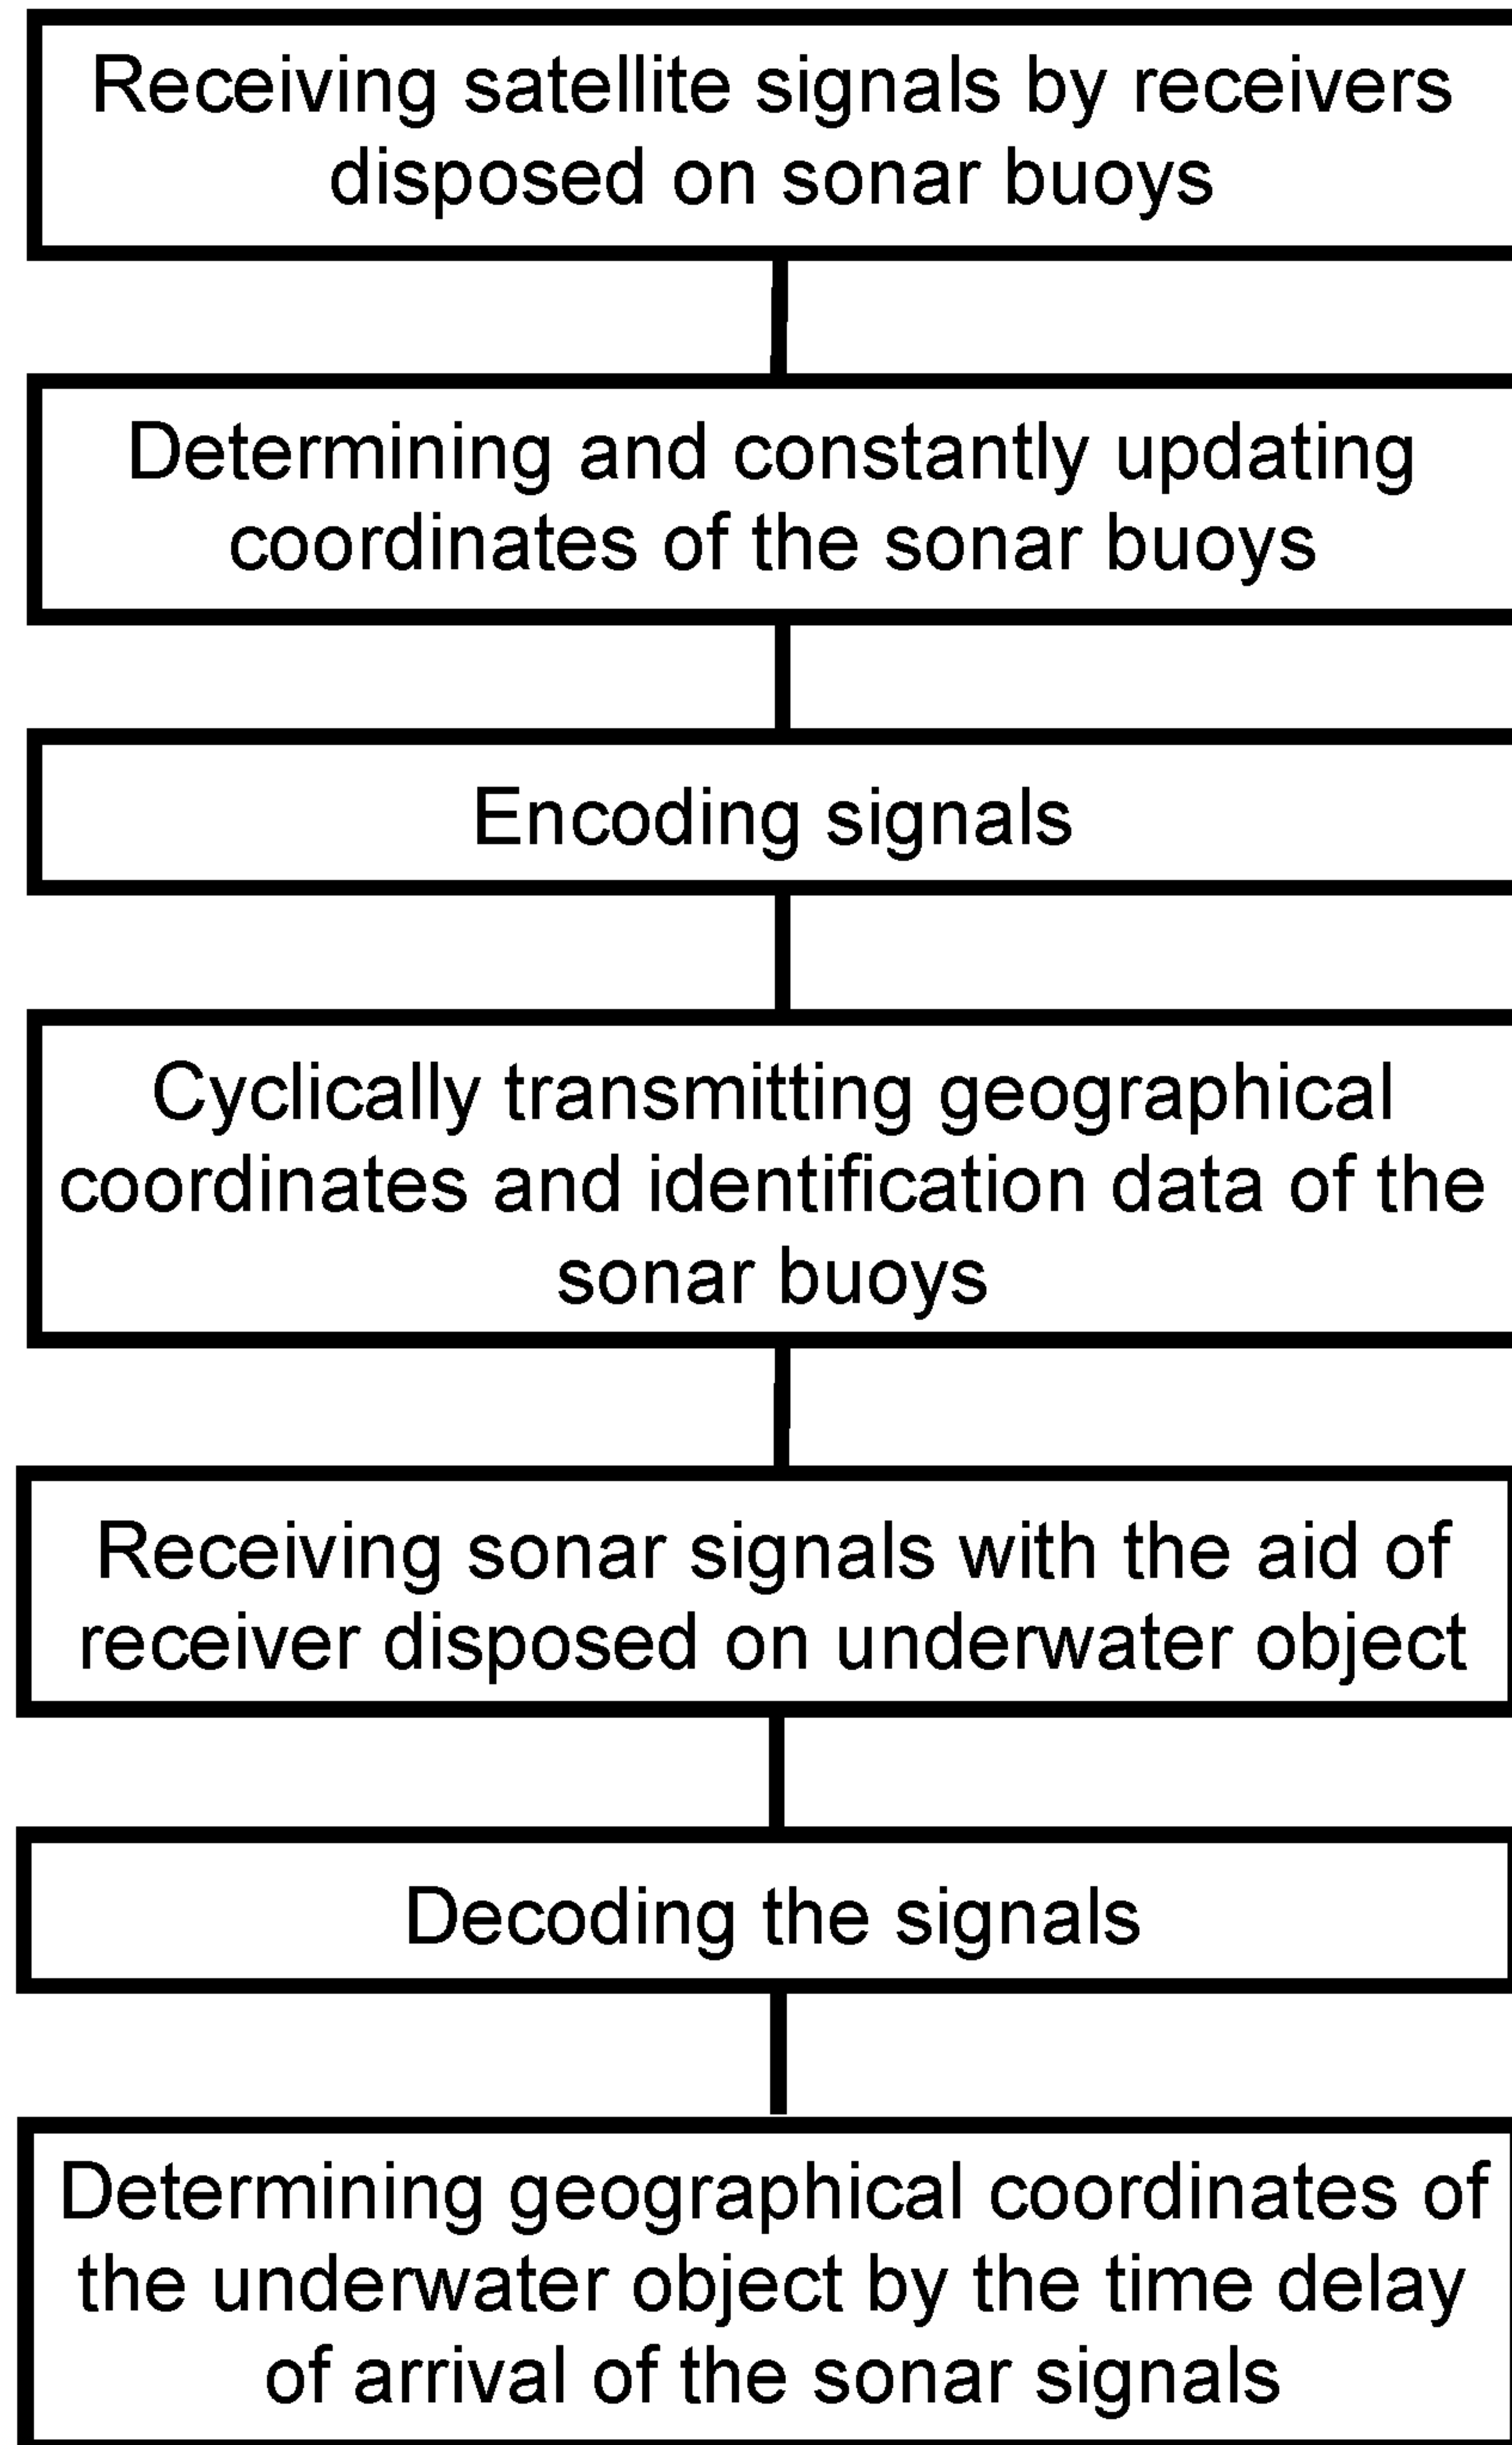 Receiving satellite signals by receivers
disposed on sonar buoys
Determining and constantly updating
coordinates of the sonar buoys
Encoding signals
Cyclically transmitting geographical
coordinates and identification data of the
sonar buoys
Receiving sonar signals with the aid of
receiver disposed on underwater object
Decoding the signals
Determining geographical coordinates of
the underwater object by the time delay
of arrival of the sonar signals